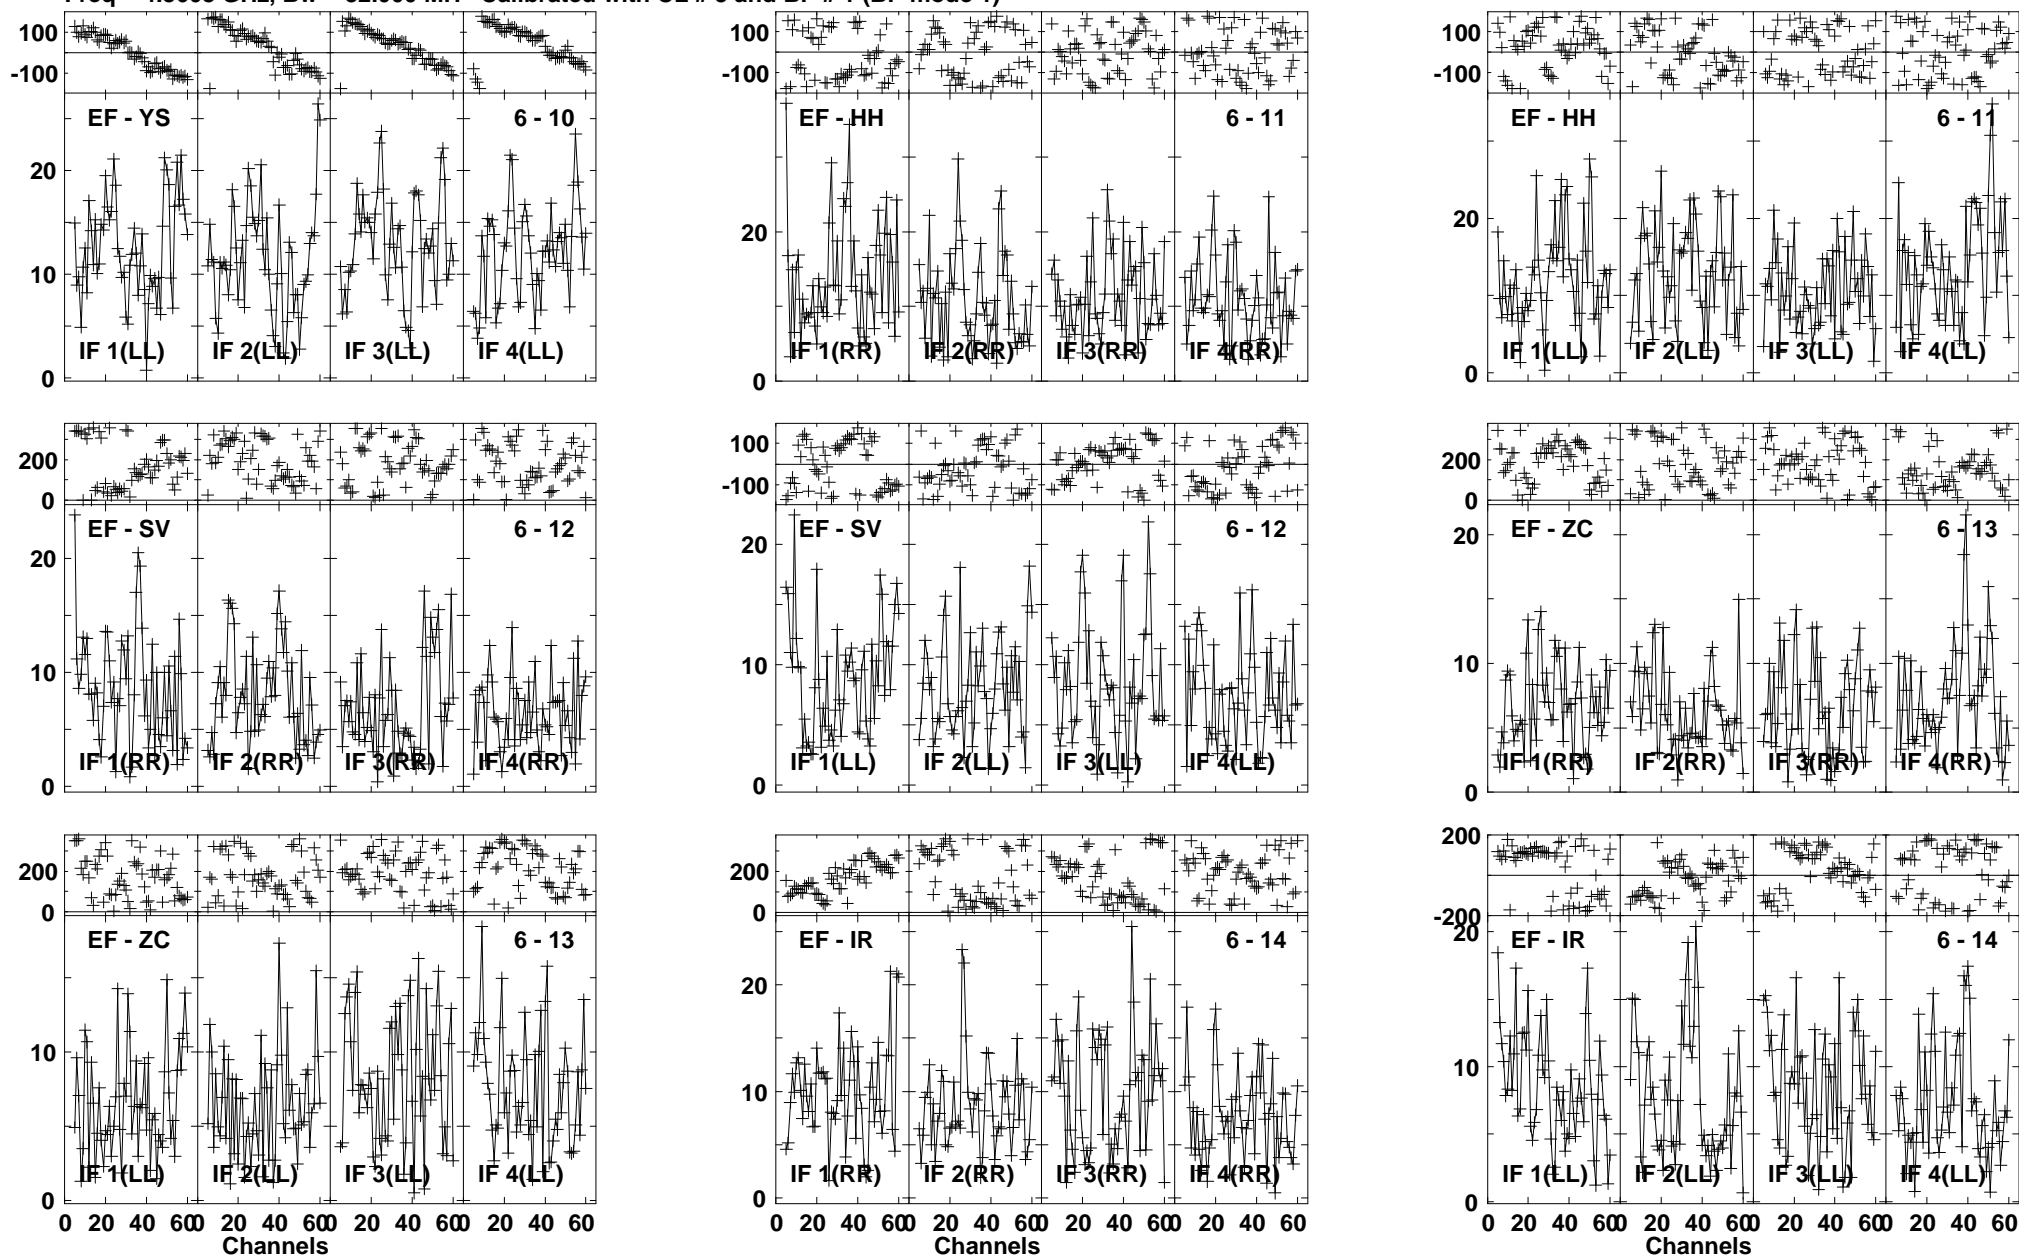 100
-100
EF - YS 6 - 10
20
10
0
IF 1(LL) IF 2(LL) IF 3(LL) IF 4(LL)
100
-100
EF - HH 6 - 11
20
0
IF 1(RR) IF 2(RR) IF 3(RR) IF 4(RR)
100
-100
EF - HH 6 - 11
20
0
IF 1(LL) IF 2(LL) IF 3(LL) IF 4(LL)
200
0
EF - SV 6 - 12
20
10
0
IF 1(RR) IF 2(RR) IF 3(RR) IF 4(RR)
100
-100
EF - SV 6 - 12
20
10
0
IF 1(LL) IF 2(LL) IF 3(LL) IF 4(LL)
200
0
EF - ZC 6 - 13
20
10
0
IF 1(RR) IF 2(RR) IF 3(RR) IF 4(RR)
200
0
EF - ZC 6 - 13
10
0
IF 1(LL) IF 2(LL) IF 3(LL) IF 4(LL)
0 20 40 60 0 20 40 60 0 20 40 60 0 20 40 60
Channels
200
0
EF - IR 6 - 14
20
10
0
IF 1(RR) IF 2(RR) IF 3(RR) IF 4(RR)
0 20 40 60 0 20 40 60 0 20 40 60 0 20 40 60
Channels
200
-200
EF - IR 6 - 14
20
10
0
IF 1(LL) IF 2(LL) IF 3(LL) IF 4(LL)
0 20 40 60 0 20 40 60 0 20 40 60 0 20 40 60
Channels